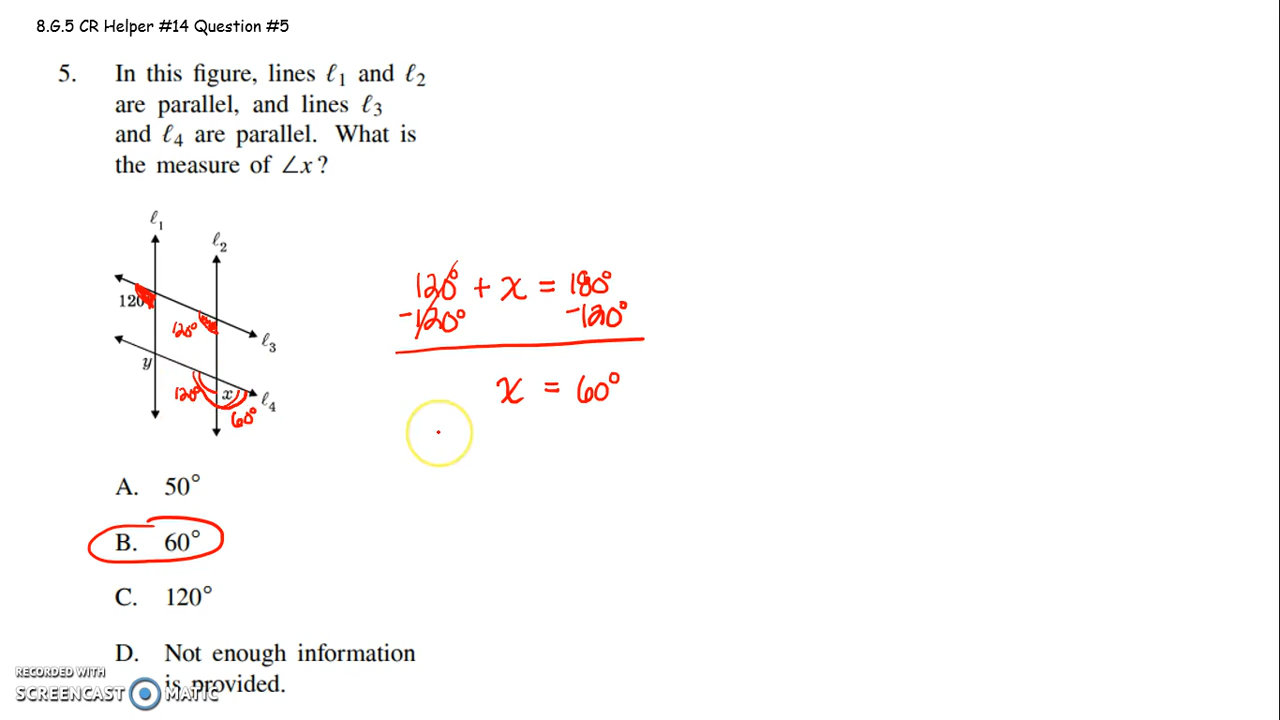 8.G.5 CR Helper #14 Question #5
5. In this figure, lines ℓ1 and ℓ2
are parallel, and lines ℓ3
and ℓ4 are parallel. What is
the measure of ∠x?
ℓ1
ℓ2
120
120°
ℓ3
y
120°
x
ℓ4
60°
120° + x = 180°
-120° -120°
x = 60°
A. 50°
B. 60°
C. 120°
D. Not enough information
is provided.
RECORDED WITH
SCREENCAST MATIC